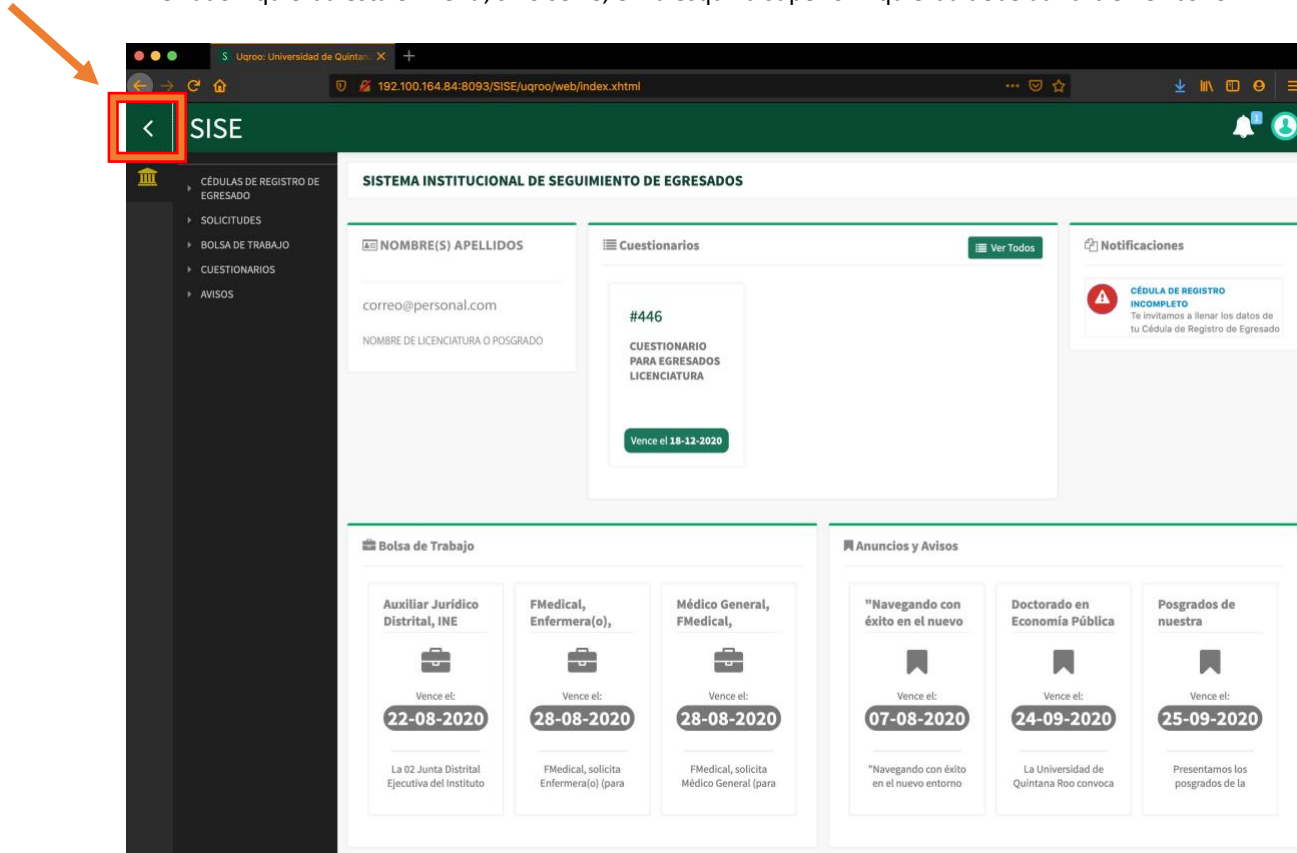 S Uqroo: Universidad de Quintan
192.100.164.84:8093/SISE/uqroo/web/index.xhtml
SISE
1
CÉDULAS DE REGISTRO DE
EGRESADO
SOLICITUDES
BOLSA DE TRABAJO
CUESTIONARIOS
AVISOS
SISTEMA INSTITUCIONAL DE SEGUIMIENTO DE EGRESADOS
NOMBRE(S) APELLIDOS
correo@personal.com
NOMBRE DE LICENCIATURA O POSGRADO
Cuestionarios
Ver Todos
#446
CUESTIONARIO
PARA EGRESADOS
LICENCIATURA
Vence el 18-12-2020
Notificaciones
CÉDULA DE REGISTRO
INCOMPLETO
Te invitamos a llenar los datos de
tu Cédula de Registro de Egresado
Bolsa de Trabajo
Auxiliar Jurídico
Distrital, INE
Vence el:
22-08-2020
La 02 Junta Distrital
Ejecutiva del Instituto
FMedical,
Enfermera(o),
Vence el:
28-08-2020
FMedical, solicita
Enfermera(o) (para
Médico General,
FMedical,
Vence el:
28-08-2020
FMedical, solicita
Médico General (para
Anuncios y Avisos
"Navegando con
éxito en el nuevo
Vence el:
07-08-2020
"Navegando con éxito
en el nuevo entorno
Doctorado en
Economía Pública
Vence el:
24-09-2020
La Universidad de
Quintana Roo convoca
Posgrados de
nuestra
Vence el:
25-09-2020
Presentamos los
posgrados de la